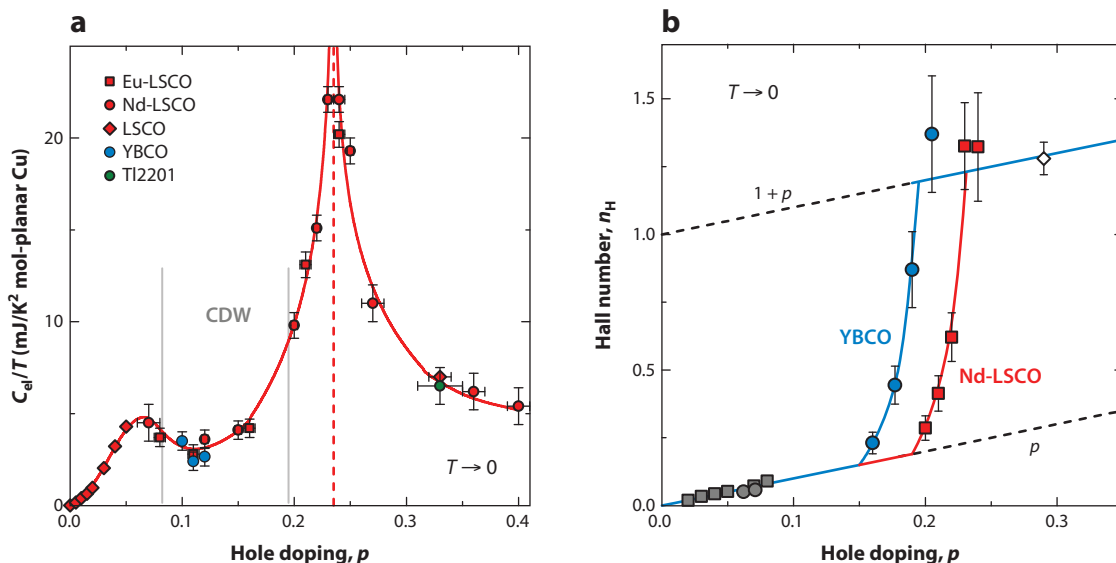 a
C_el/T (mJ/K² mol-planar Cu)
20
10
0
Eu-LSCO
Nd-LSCO
LSCO
YBCO
Tl2201
CDW
T → 0
0.0
0.1
0.2
0.3
0.4
Hole doping, p
b
Hall number, n_H
1.5
1.0
0.5
0.0
T → 0
1 + p
YBCO
Nd-LSCO
p
0.0
0.1
0.2
0.3
Hole doping, p